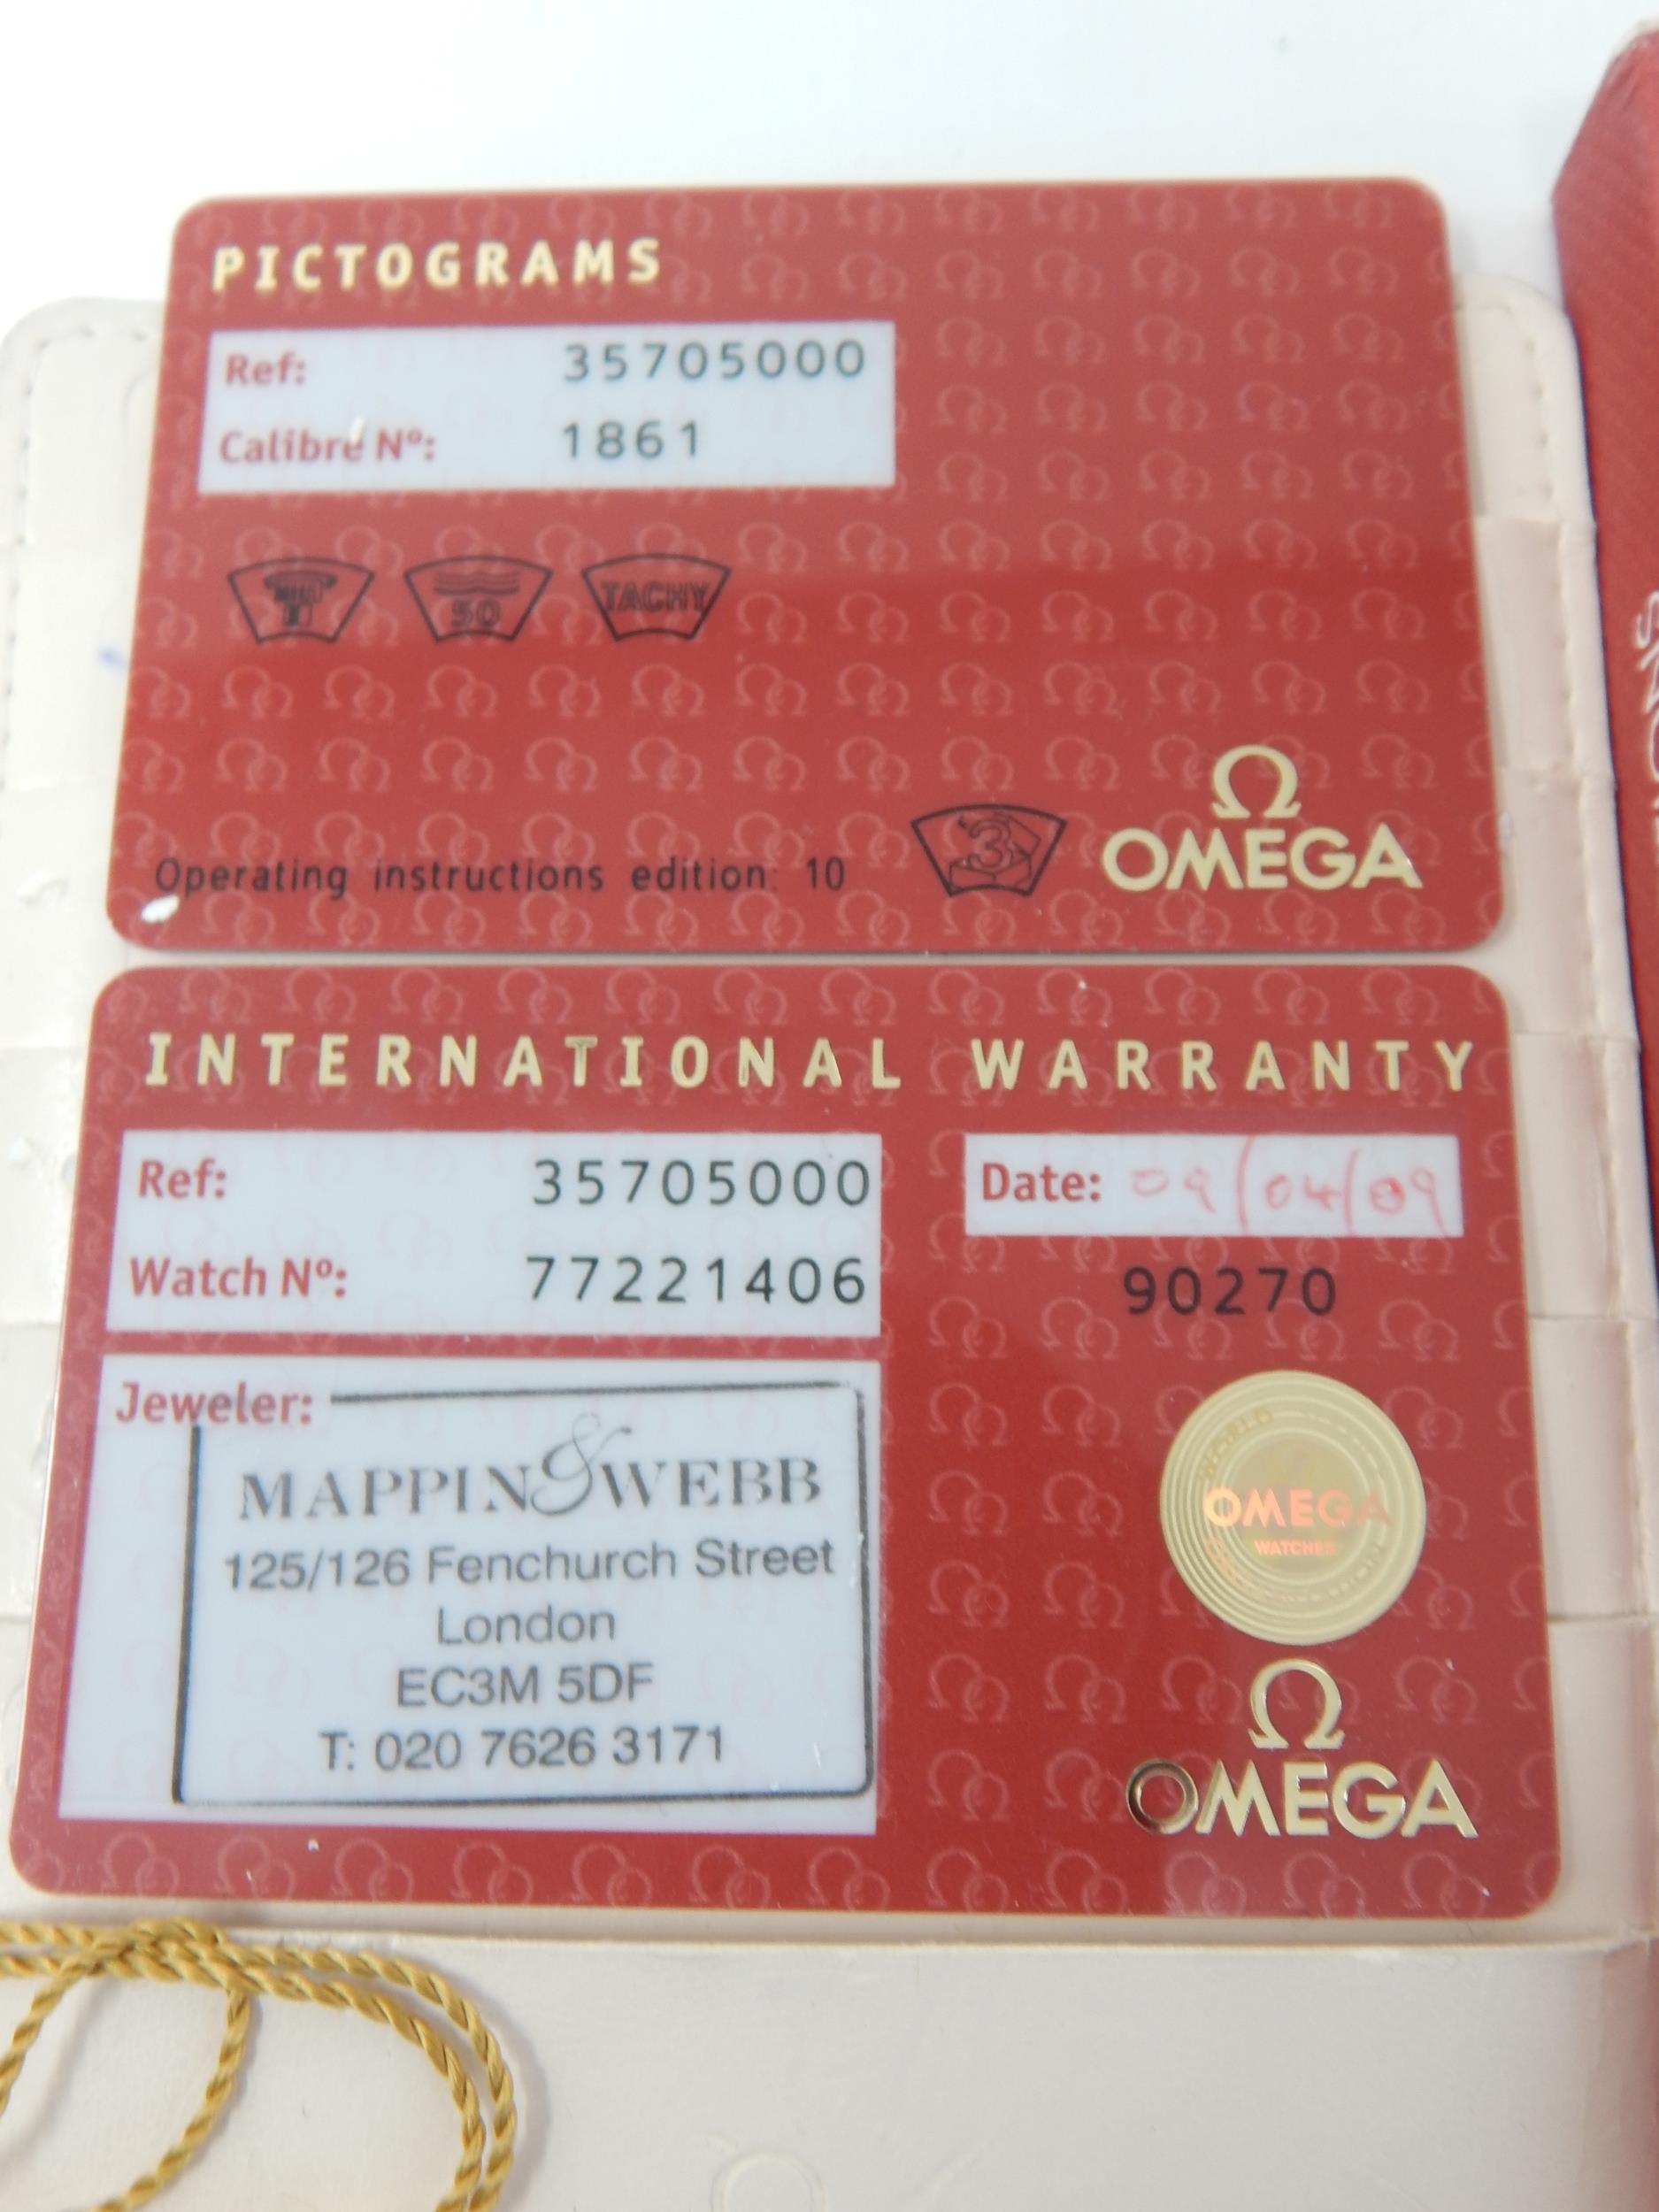 PICTOGRAMS
Ref: 35705000
Calibre Nº: 1861
50
TACHY
Operating instructions edition: 10
3
Ω
OMEGA
INTERNATIONAL WARRANTY
Ref: 35705000
Date: 09/04/09
Watch Nº: 77221406
90270
Jeweler:
MAPPIN & WEBB
125/126 Fenchurch Street
London
EC3M 5DF
T: 020 7626 3171
WORLD
OMEGA
WATCHES
Ω
OMEGA